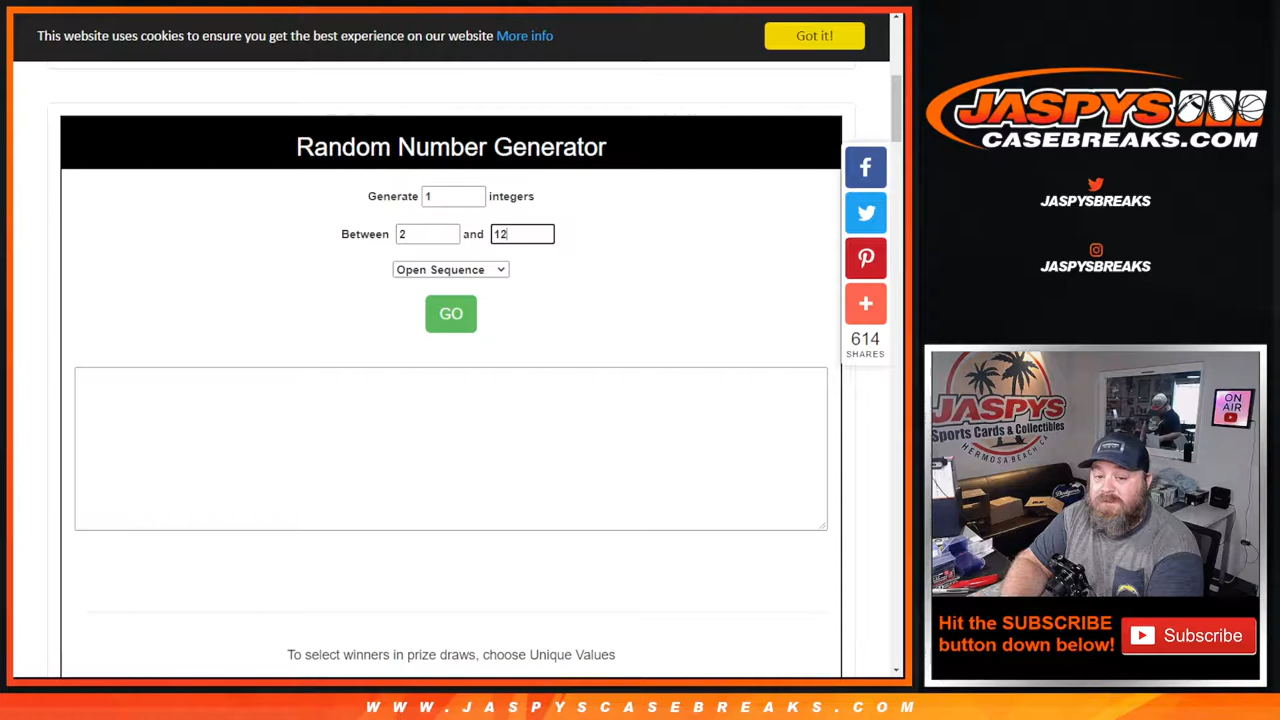 This website uses cookies to ensure you get the best experience on our website More info
Got it!
Random Number Generator
Generate 1 integers
Between 2 and 12
Open Sequence
GO
614
SHARES
To select winners in prize draws, choose Unique Values
JASPYS
CASEBREAKS.COM
JASPYSBREAKS
JASPYSBREAKS
JASPYS
Sports Cards & Collectibles
HERMOSA BEACH CA
ON
AIR
Dodgers
Hit the SUBSCRIBE
button down below!
Subscribe
WWW.JASPYSCASEBREAKS.COM